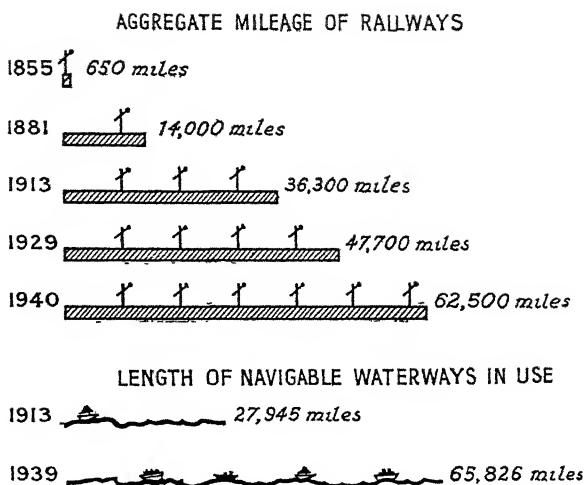 AGGREGATE MILEAGE OF RAILWAYS
1855 650 miles
1881 14,000 miles
1913 36,300 miles
1929 47,700 miles
1940 62,500 miles
LENGTH OF NAVIGABLE WATERWAYS IN USE
1913 27,945 miles
1939 65,826 miles